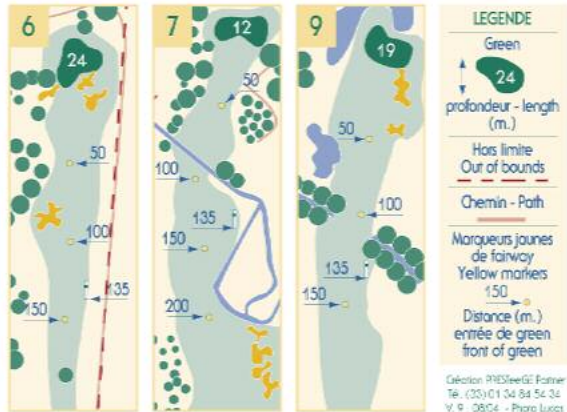 6
24
50
100
135
150
7
12
50
100
135
150
200
9
19
50
100
135
150
LEGENDE
Green
24
profondeur - length
(m.)
Hors limite
Out of bounds
Chemin - Path
Marqueurs jaunes
de fairway
Yellow markers
150
Distance (m.)
entrée de green
front of green
Création PRESTeeGE Partner
Tél. (33) 01 34 84 54 34
V. 9 - 08/04 - Photo Lucas